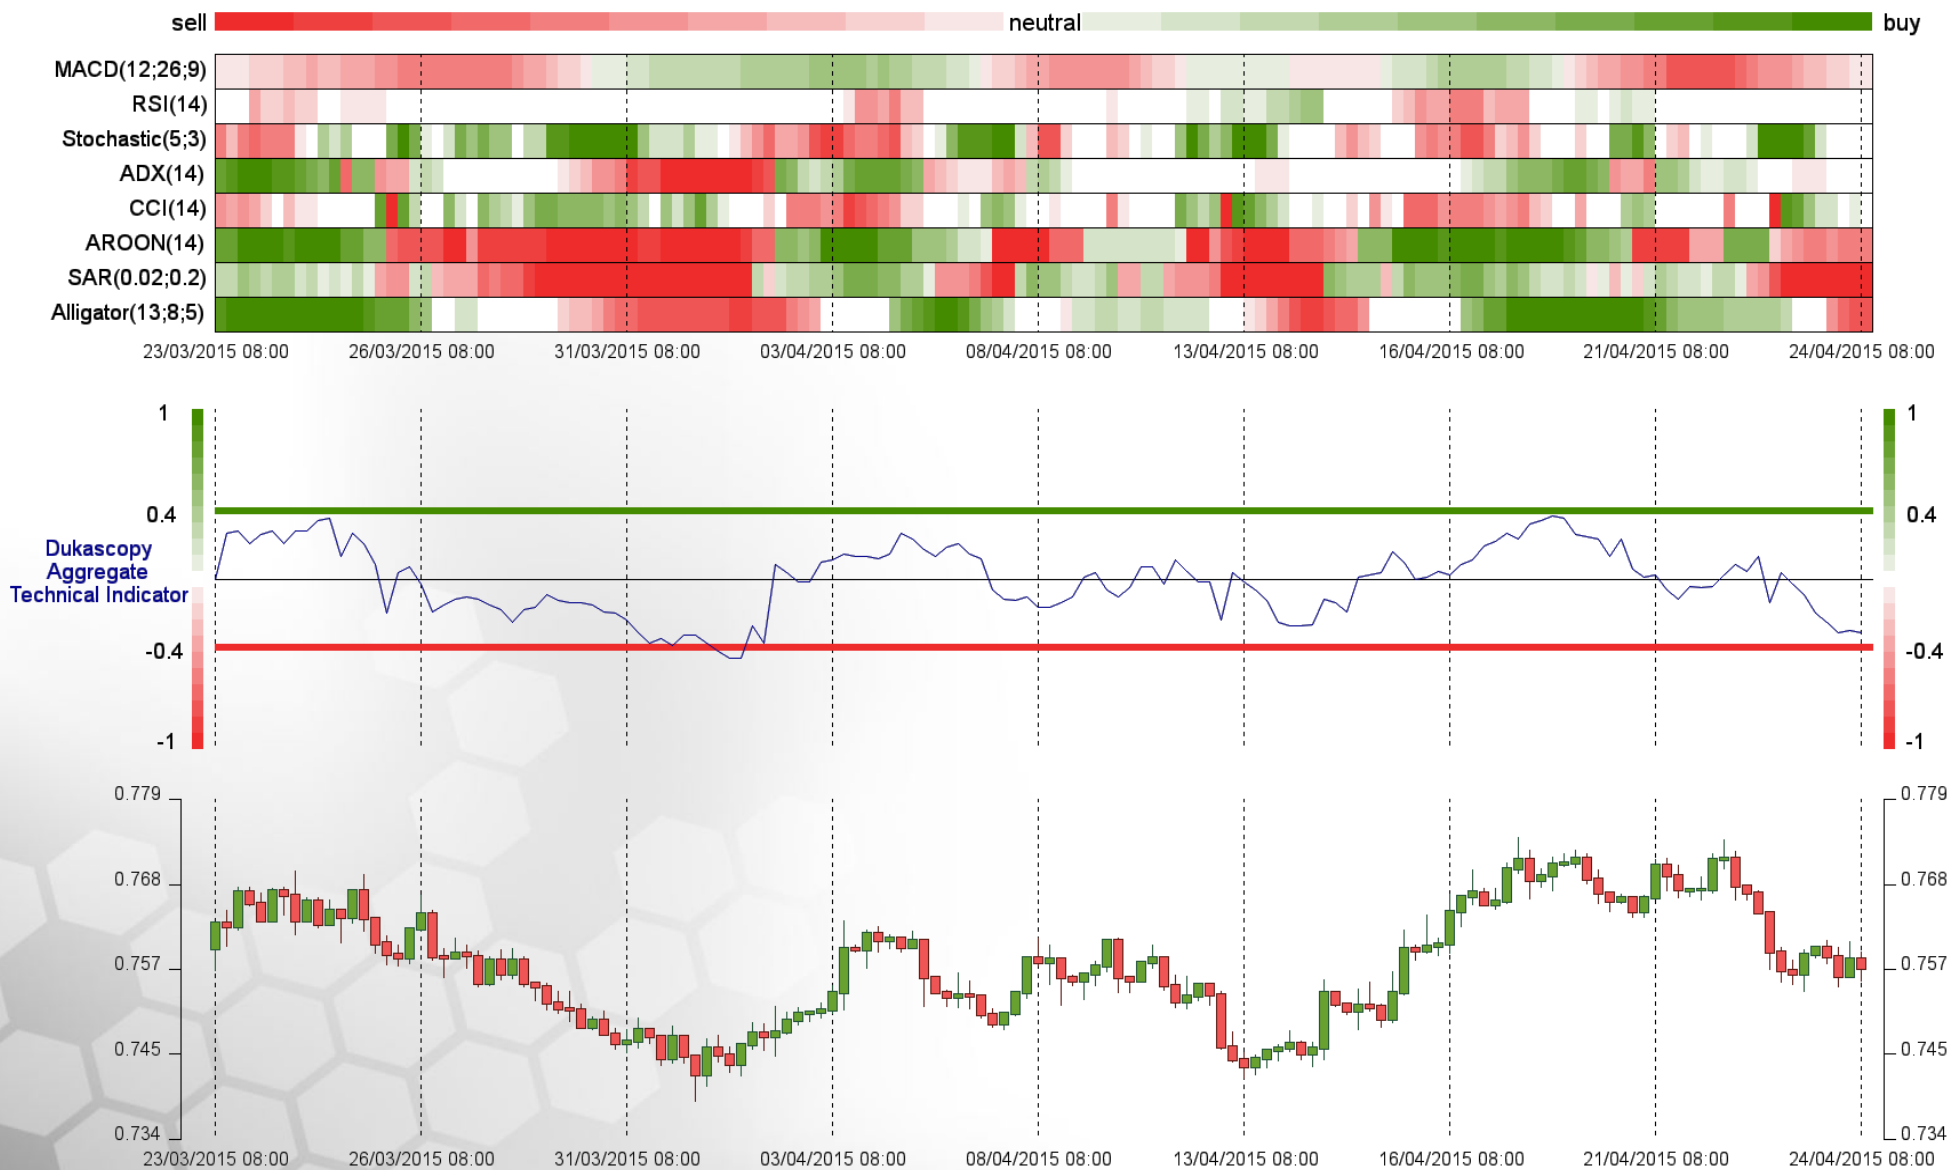 sell neutral buy
MACD(12;26;9)
RSI(14)
Stochastic(5;3)
ADX(14)
CCI(14)
AROON(14)
SAR(0.02;0.2)
Alligator(13;8;5)
23/03/2015 08:00 26/03/2015 08:00 31/03/2015 08:00 03/04/2015 08:00 08/04/2015 08:00 13/04/2015 08:00 16/04/2015 08:00 21/04/2015 08:00 24/04/2015 08:00
1 1
0.4 0.4
Dukascopy
Aggregate
Technical Indicator
-0.4 -0.4
-1 -1
0.779 0.779
0.768 0.768
0.757 0.757
0.745 0.745
0.734 0.734
23/03/2015 08:00 26/03/2015 08:00 31/03/2015 08:00 03/04/2015 08:00 08/04/2015 08:00 13/04/2015 08:00 16/04/2015 08:00 21/04/2015 08:00 24/04/2015 08:00